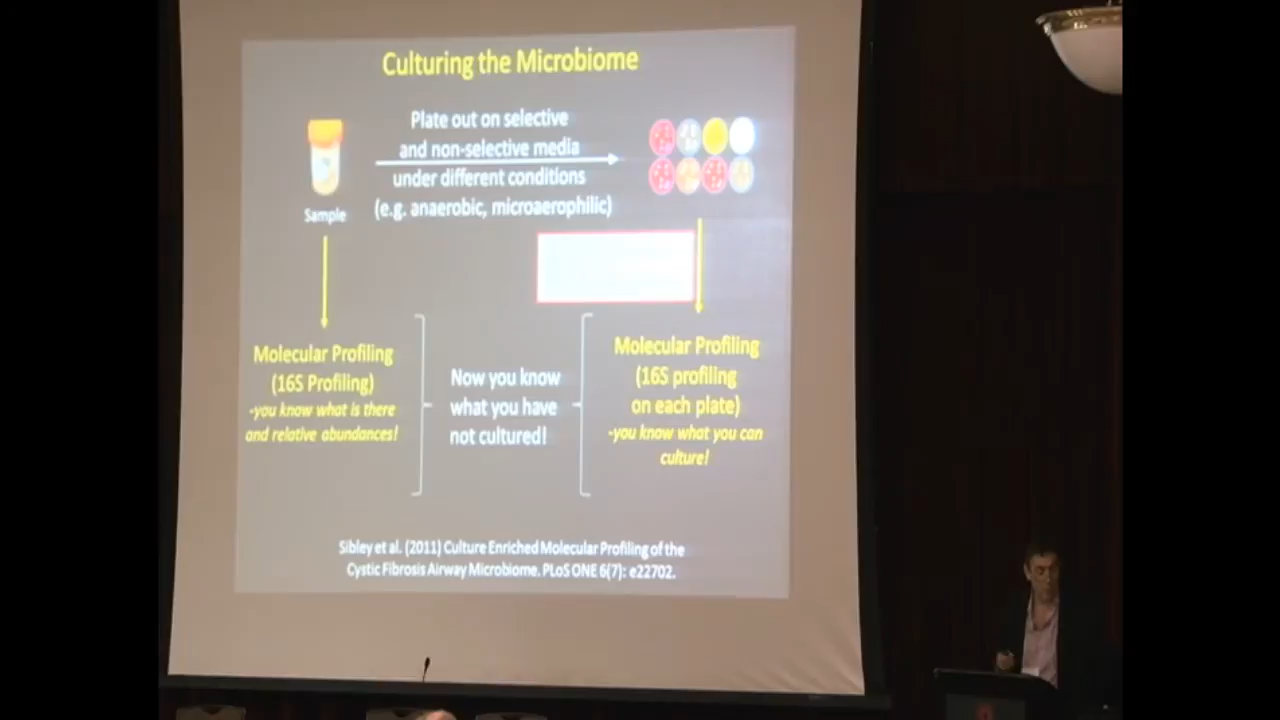 Culturing the Microbiome
Plate out on selective
and non-selective media
under different conditions
(e.g. anaerobic, microaerophilic)
Sample
Molecular Profiling
(16S Profiling)
-you know what is there
and relative abundances!
Now you know
what you have
not cultured!
Molecular Profiling
(16S profiling
on each plate)
-you know what you can
culture!
Sibley et al. (2011) Culture Enriched Molecular Profiling of the
Cystic Fibrosis Airway Microbiome. PLoS ONE 6(7): e22702.